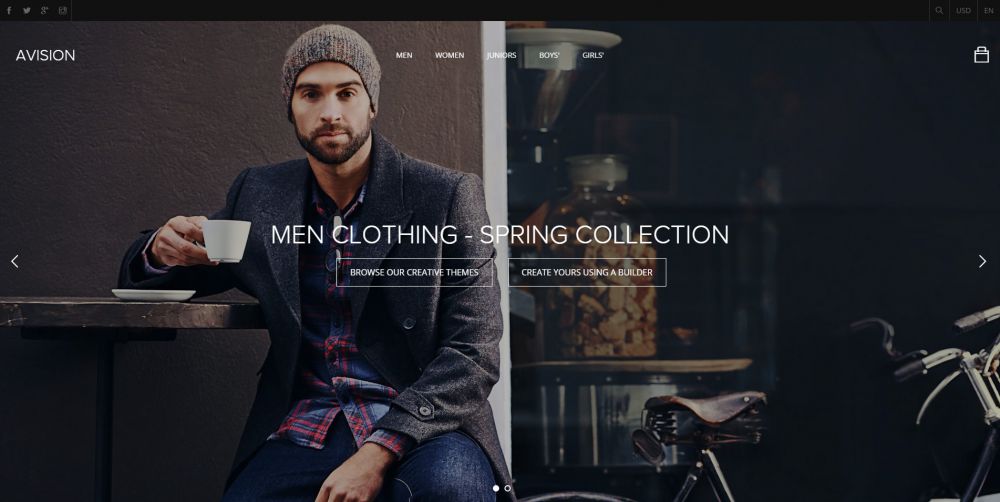 USD
EN
AVISION
MEN
WOMEN
JUNIORS
BOYS'
GIRLS'
MEN CLOTHING - SPRING COLLECTION
BROWSE OUR CREATIVE THEMES
CREATE YOURS USING A BUILDER